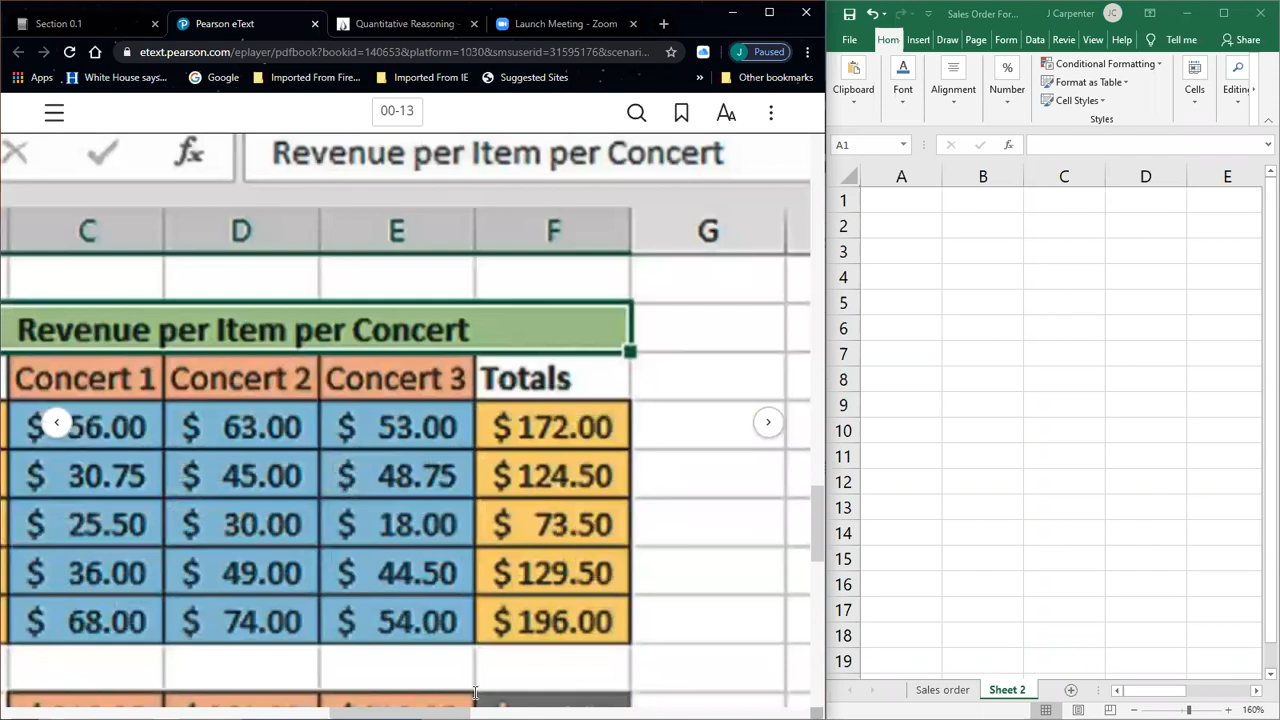 Section 0.1 Pearson eText Quantitative Reasoning - Launch Meeting - Zoom
etext.pearson.com/eplayer/pdfbook?bookid=140653&platform=1030&smsuserid=31595176&scenari... J Paused
Apps White House says... Google Imported From Fire... Imported From IE Suggested Sites » Other bookmarks
00-13
fx Revenue per Item per Concert
C D E F G
Revenue per Item per Concert
Concert 1 Concert 2 Concert 3 Totals
$ 56.00 $ 63.00 $ 53.00 $ 172.00
$ 30.75 $ 45.00 $ 48.75 $ 124.50
$ 25.50 $ 30.00 $ 18.00 $ 73.50
$ 36.00 $ 49.00 $ 44.50 $ 129.50
$ 68.00 $ 74.00 $ 54.00 $ 196.00
Sales Order For... J Carpenter JC
File Hom Insert Draw Page Form Data Revie View Help Tell me Share
Clipboard Font Alignment Number Conditional Formatting Format as Table Cell Styles Styles Cells Editing
A1 fx
A B C D E
1
2
3
4
5
6
7
8
9
10
11
12
13
14
15
16
17
18
19
Sales order Sheet 2
160%